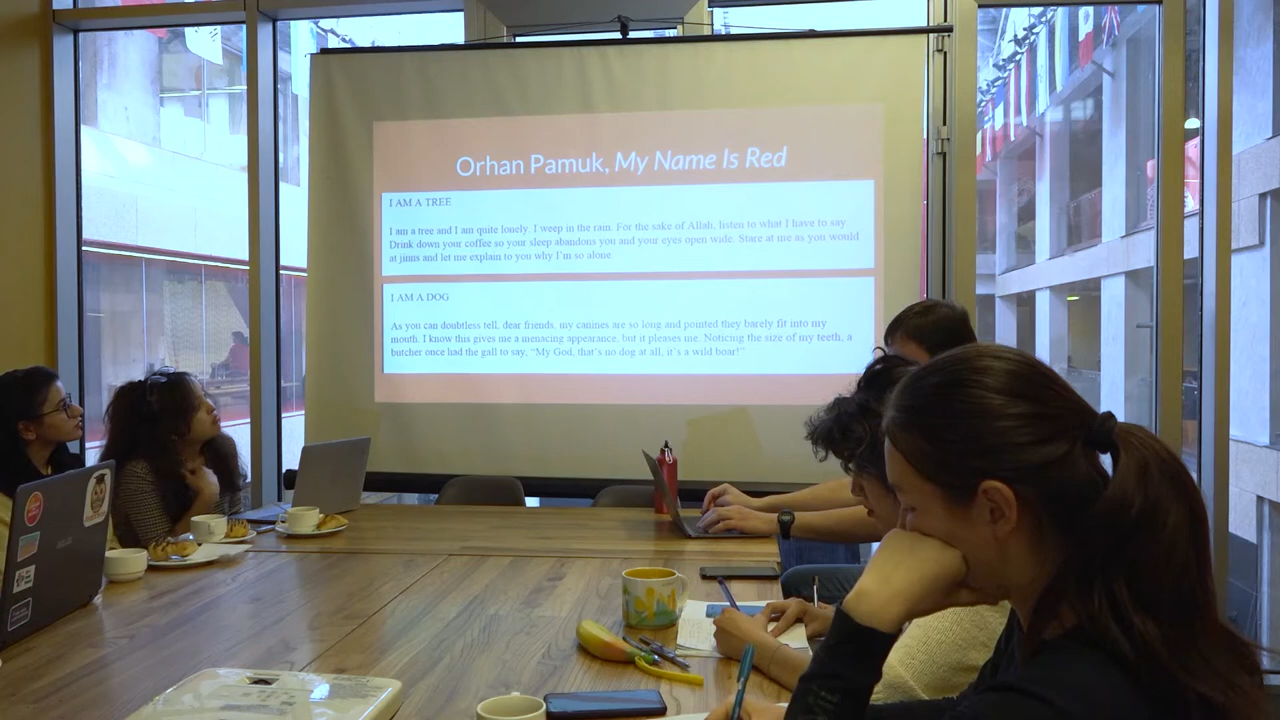 Orhan Pamuk, My Name Is Red
I AM A TREE
I am a tree and I am quite lonely. I weep in the rain. For the sake of Allah, listen to what I have to say
Drink down your coffee so your sleep abandons you and your eyes open wide. Stare at me as you would
at jinns and let me explain to you why I'm so alone.
I AM A DOG
As you can doubtless tell, dear friends, my canines are so long and pointed they barely fit into my
mouth. I know this gives me a menacing appearance, but it pleases me. Noticing the size of my teeth, a
butcher once had the gall to say, “My God, that's no dog at all, it's a wild boar!”